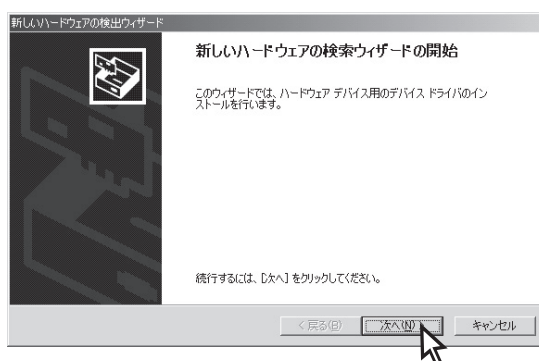 新しいハードウェアの検出ウィザード
新しいハードウェアの検索ウィザードの開始
このウィザードでは、ハードウェア デバイス用のデバイス ドライバのイン
ストールを行います。
続行するには、[次へ] をクリックしてください。
< 戻る(B)
次へ(N) >
キャンセル